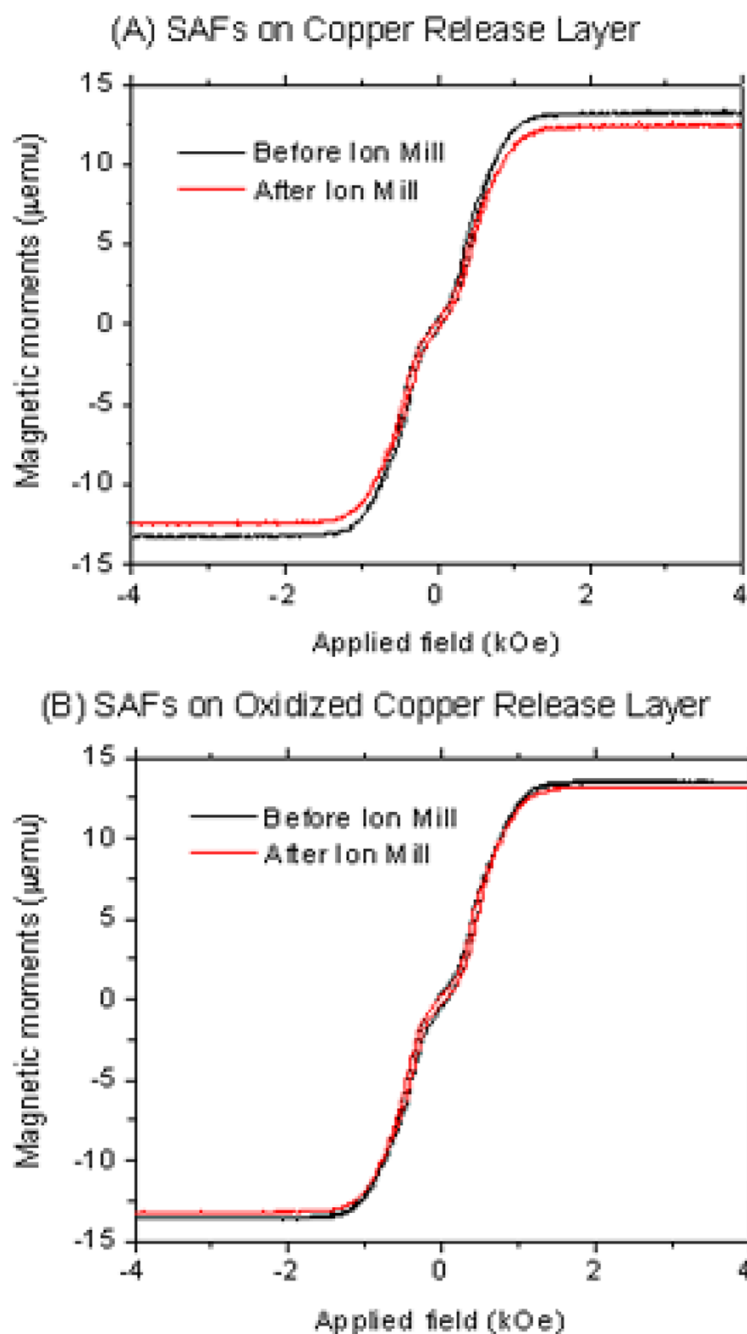 (A) SAFs on Copper Release Layer
15
10
5
0
-5
-10
-15
Magnetic moments (µemu)
Before Ion Mill
After Ion Mill
-4 -2 0 2 4
Applied field (kOe)
(B) SAFs on Oxidized Copper Release Layer
15
10
5
0
-5
-10
-15
Magnetic moments (µemu)
Before Ion Mill
After Ion Mill
-4 -2 0 2 4
Applied field (kOe)